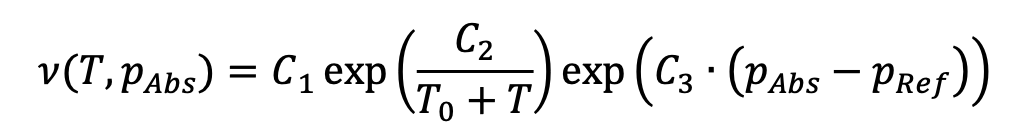 ν(T, p_Abs) = C_1 exp(C_2 / (T_0 + T)) exp(C_3 · (p_Abs − p_Ref))